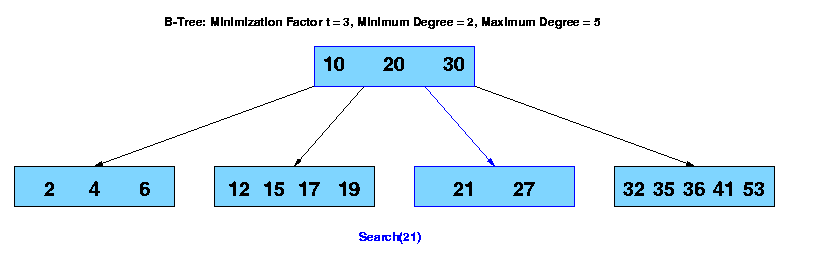 B-Tree: Minimization Factor t = 3, Minimum Degree = 2, Maximum Degree = 5
10 20 30
2 4 6 12 15 17 19 21 27 32 35 36 41 53
Search(21)